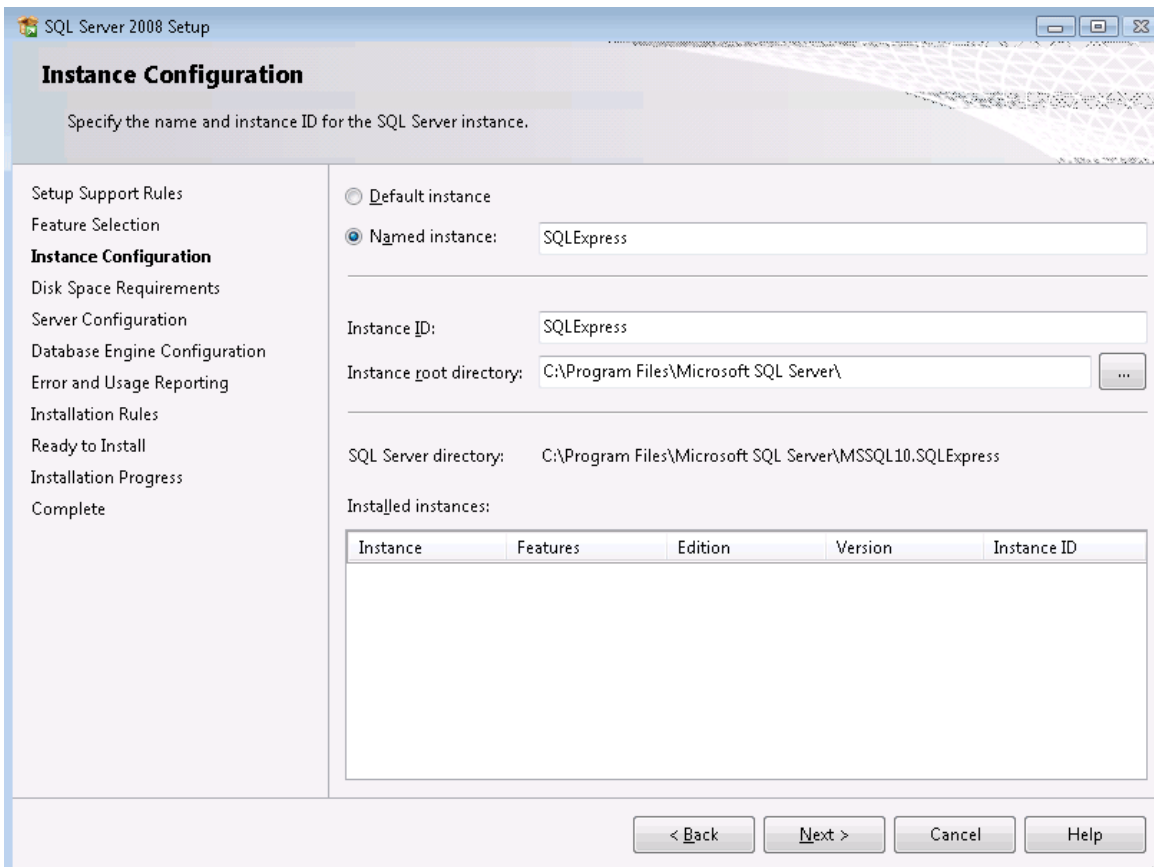 SQL Server 2008 Setup
Instance Configuration
Specify the name and instance ID for the SQL Server instance.
Setup Support Rules
Feature Selection
Instance Configuration
Disk Space Requirements
Server Configuration
Database Engine Configuration
Error and Usage Reporting
Installation Rules
Ready to Install
Installation Progress
Complete
Default instance
Named instance: SQLExpress
Instance ID: SQLExpress
Instance root directory: C:\Program Files\Microsoft SQL Server\ ...
SQL Server directory: C:\Program Files\Microsoft SQL Server\MSSQL10.SQLExpress
Installed instances:
Instance Features Edition Version Instance ID
< Back Next > Cancel Help